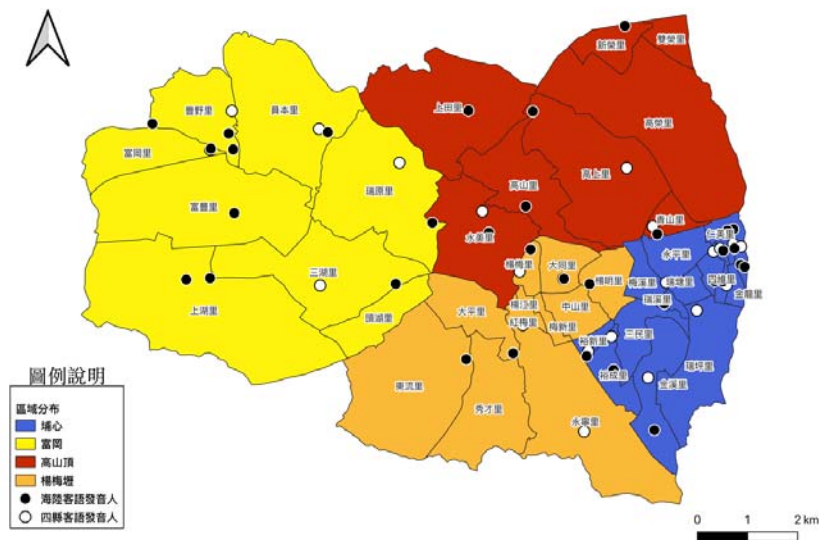 新榮里
雙榮里
豐野里
員本里
上田里
高榮里
富岡里
瑞原里
高山里
高上里
富豐里
水美里
青山里
仁美里
永平里
楊梅里
大同里
楊明里
梅溪里
瑞塘里
四維里
金龍里
三湖里
上湖里
頭湖里
大平里
楊江里
中山里
瑞溪里
紅梅里
梅新里
三民里
裕新里
瑞坪里
裕成里
金溪里
東流里
秀才里
永寧里
圖例說明
區域分布
埔心
富岡
高山頂
楊梅壢
海陸客語發音人
四縣客語發音人
0 1 2 km